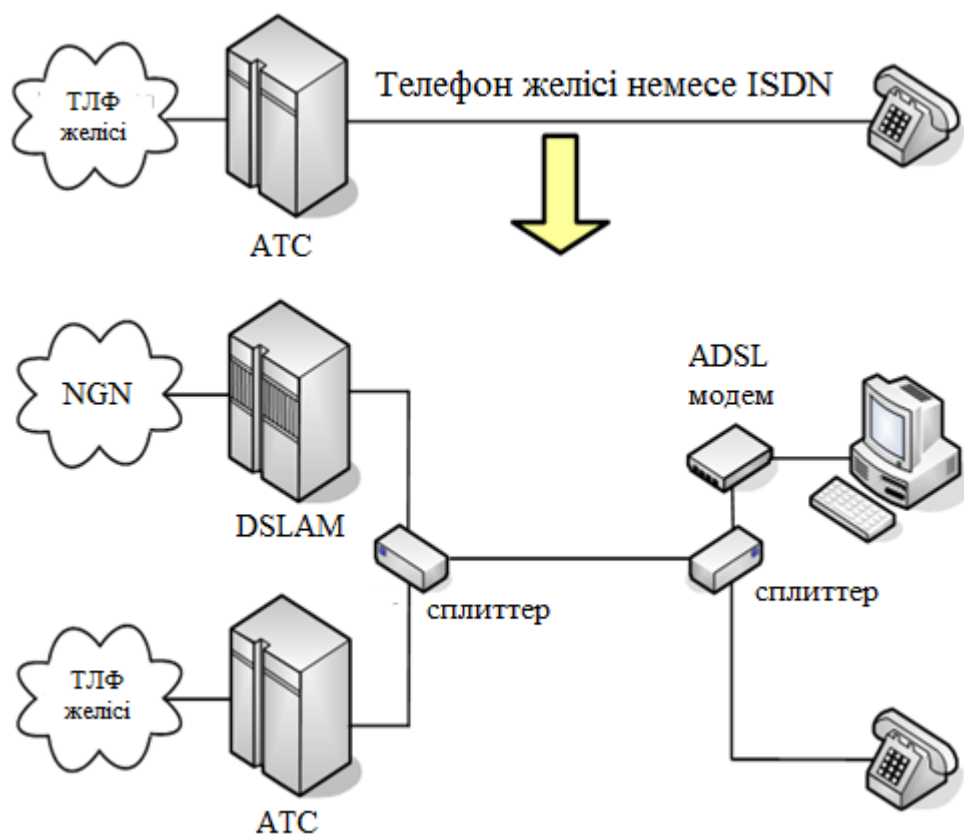 ТЛФ
желісі
Телефон желісі немесе ISDN
АТС
NGN
DSLAM
ADSL
модем
сплиттер
сплиттер
ТЛФ
желісі
АТС